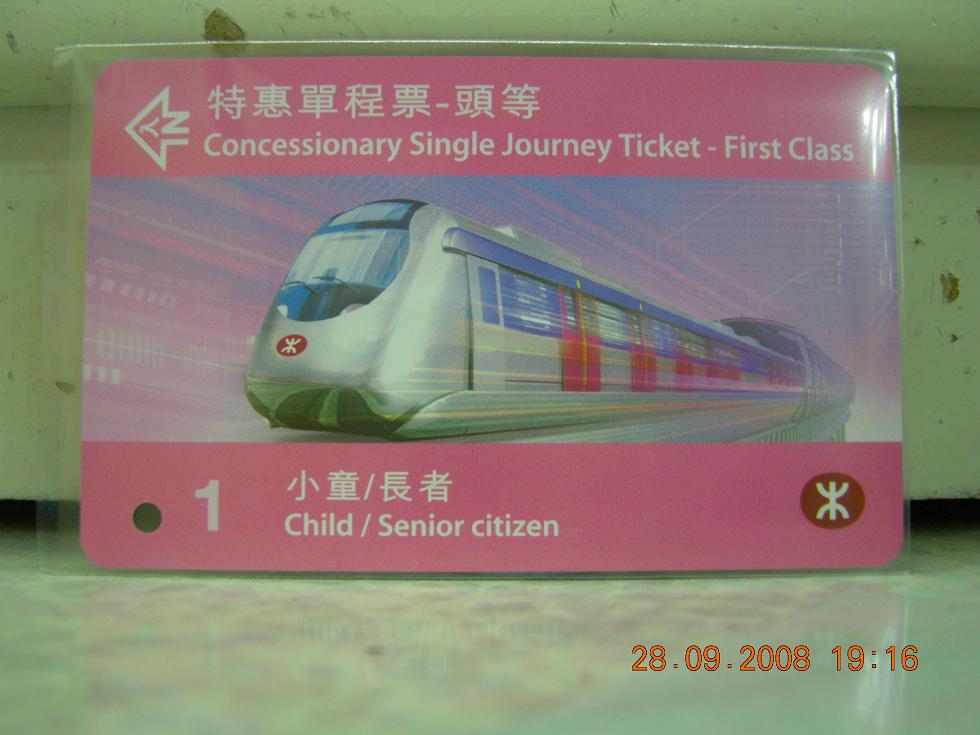 特惠單程票-頭等
Concessionary Single Journey Ticket - First Class
1
小童/長者
Child / Senior citizen
28.09.2008 19:16